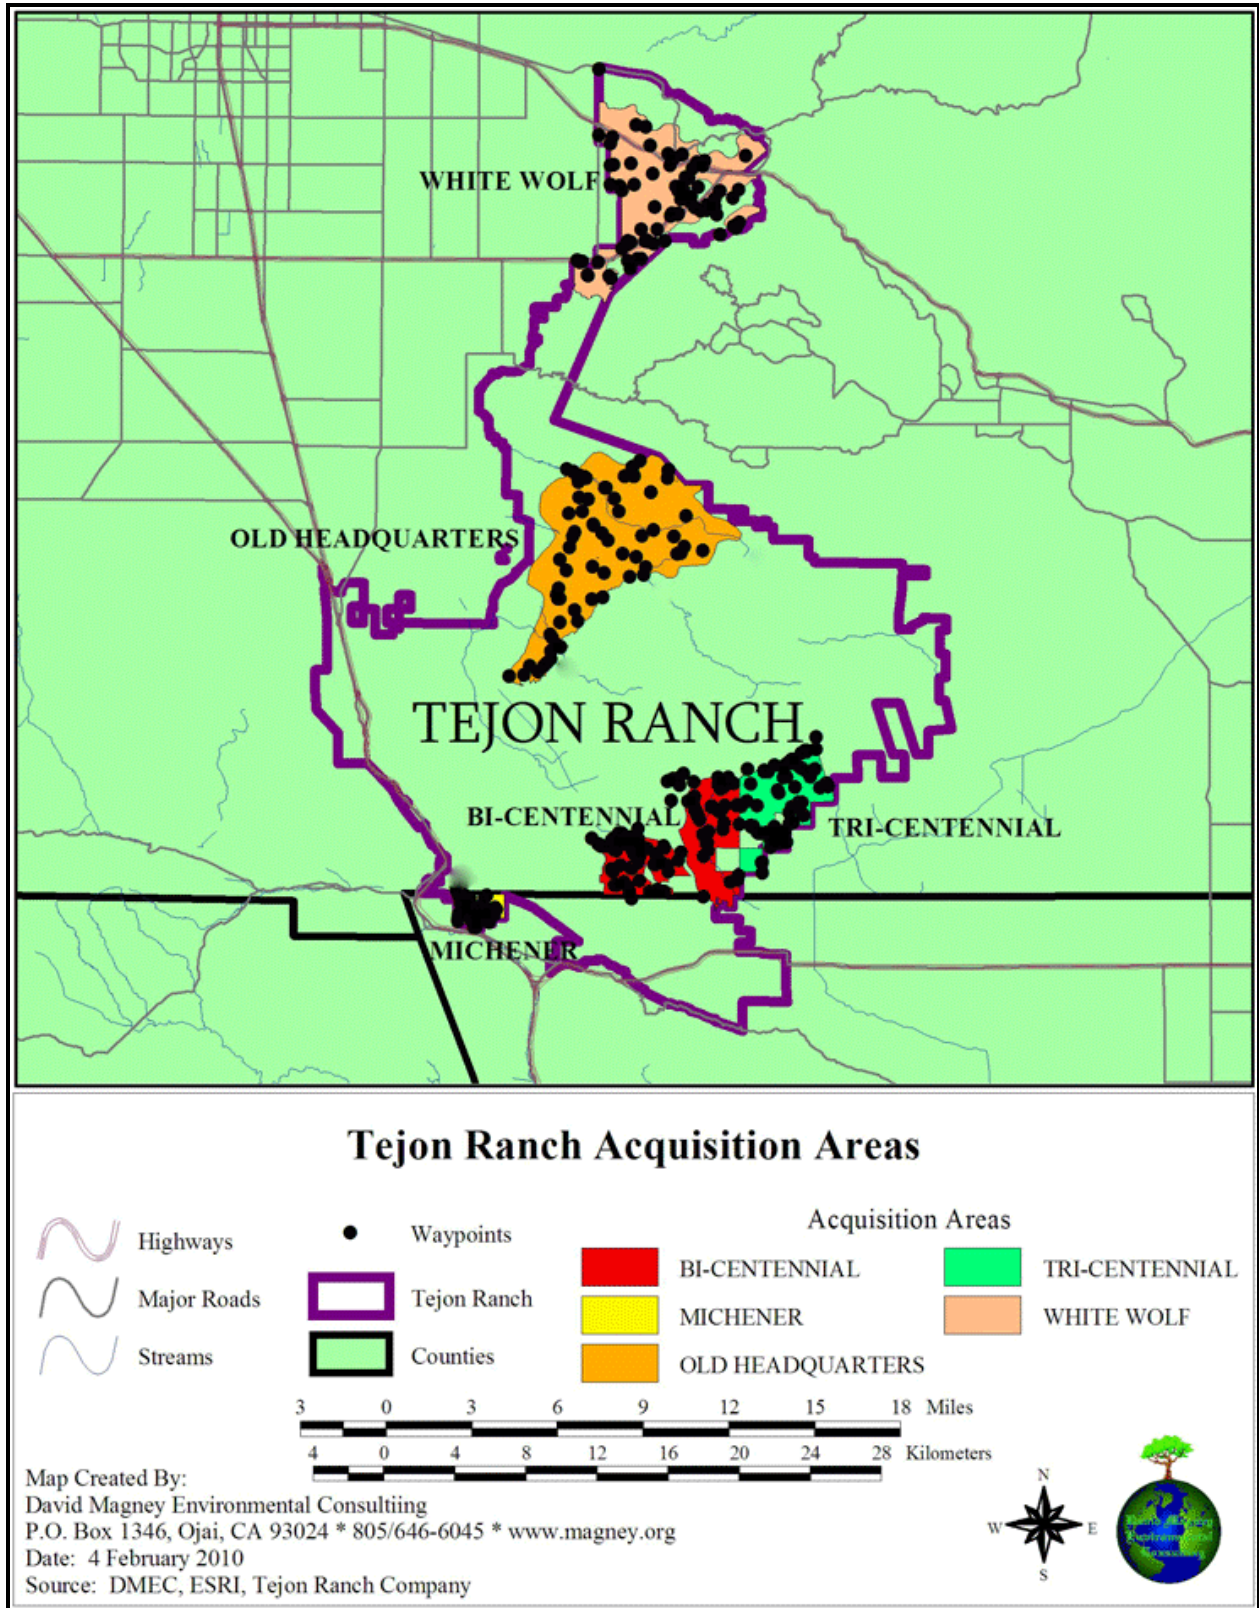 WHITE WOLF
OLD HEADQUARTERS
TEJON RANCH
BI-CENTENNIAL
TRI-CENTENNIAL
MICHENER
Tejon Ranch Acquisition Areas
Highways
Major Roads
Streams
Waypoints
Tejon Ranch
Counties
Acquisition Areas
BI-CENTENNIAL
MICHENER
OLD HEADQUARTERS
TRI-CENTENNIAL
WHITE WOLF
3 0 3 6 9 12 15 18 Miles
4 0 4 8 12 16 20 24 28 Kilometers
Map Created By:
David Magney Environmental Consultiing
P.O. Box 1346, Ojai, CA 93024 * 805/646-6045 * www.magney.org
Date: 4 February 2010
Source: DMEC, ESRI, Tejon Ranch Company
N
W E
S
David Magney
Environmental
Consulting